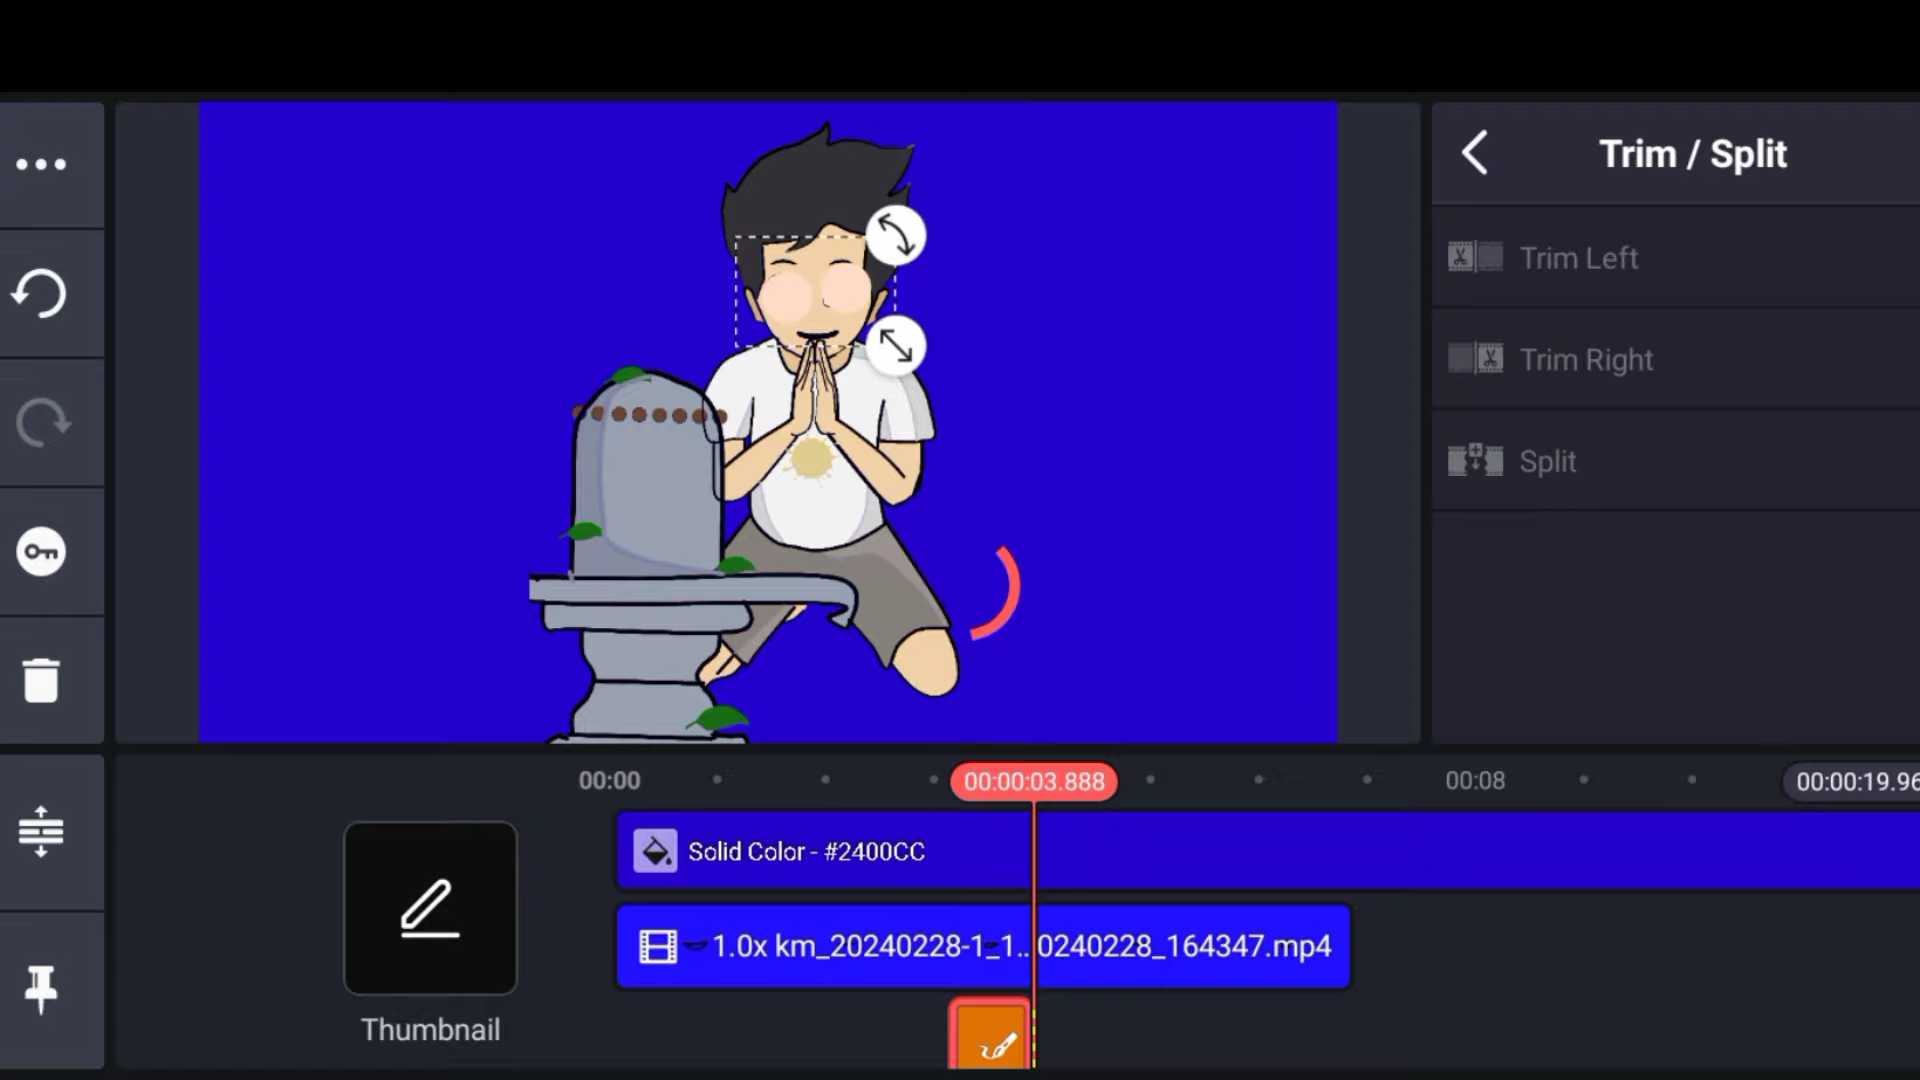 Trim / Split
Trim Left
Trim Right
Split
00:00
00:00:03.888
00:08
00:00:19.96
Solid Color - #2400CC
1.0x km_20240228-1_1..0240228_164347.mp4
Thumbnail